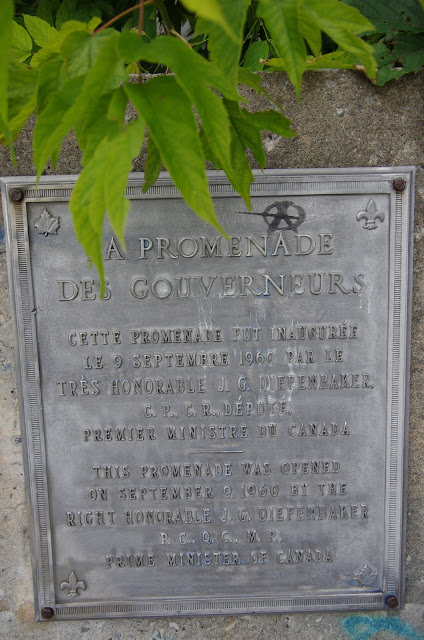 LA PROMENADE
DES GOUVERNEURS
CETTE PROMENADE FUT INAUGURÉE
LE 9 SEPTEMBRE 1960 PAR LE
TRÈS HONORABLE J. G. DIEFENBAKER,
C.P., C.R., DÉPUTÉ,
PREMIER MINISTRE DU CANADA
THIS PROMENADE WAS OPENED
ON SEPTEMBER 9, 1960 BY THE
RIGHT HONORABLE J. G. DIEFENBAKER
P.C., Q.C., M.P.,
PRIME MINISTER OF CANADA